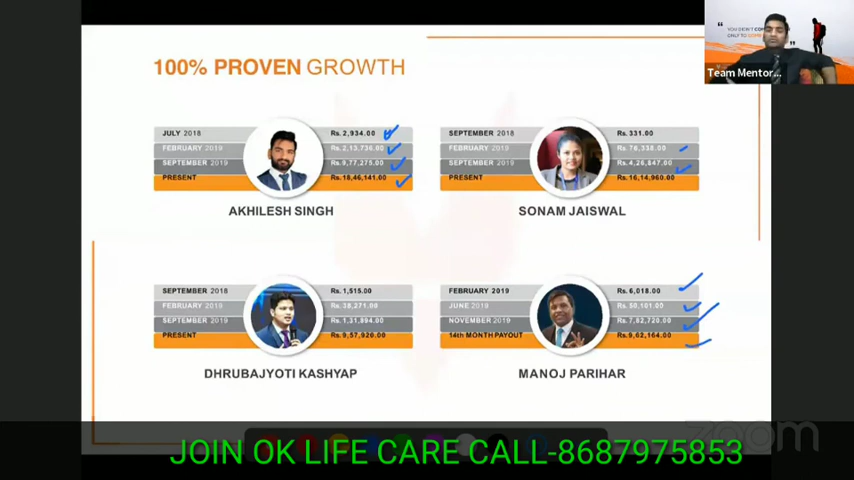 100% PROVEN GROWTH
JULY 2018 Rs.2,934.00
FEBRUARY 2019 Rs.2,13,736.00
SEPTEMBER 2019 Rs.9,77,275.00
PRESENT Rs.18,46,141.00
AKHILESH SINGH
SEPTEMBER 2018 Rs.331.00
FEBRUARY 2019 Rs.76,338.00
SEPTEMBER 2019 Rs.4,26,847.00
PRESENT Rs.16,14,960.00
SONAM JAISWAL
SEPTEMBER 2018 Rs.1,515.00
FEBRUARY 2019 Rs.38,271.00
SEPTEMBER 2019 Rs.1,31,894.00
PRESENT Rs.9,57,920.00
DHRUBAJYOTI KASHYAP
FEBRUARY 2019 Rs.6,018.00
JUNE 2019 Rs.50,101.00
NOVEMBER 2019 Rs.7,82,720.00
14th MONTH PAYOUT Rs.9,62,164.00
MANOJ PARIHAR
YOU DIDN'T
ONLY TO
Team Mentor...
zoom
JOIN OK LIFE CARE CALL-8687975853